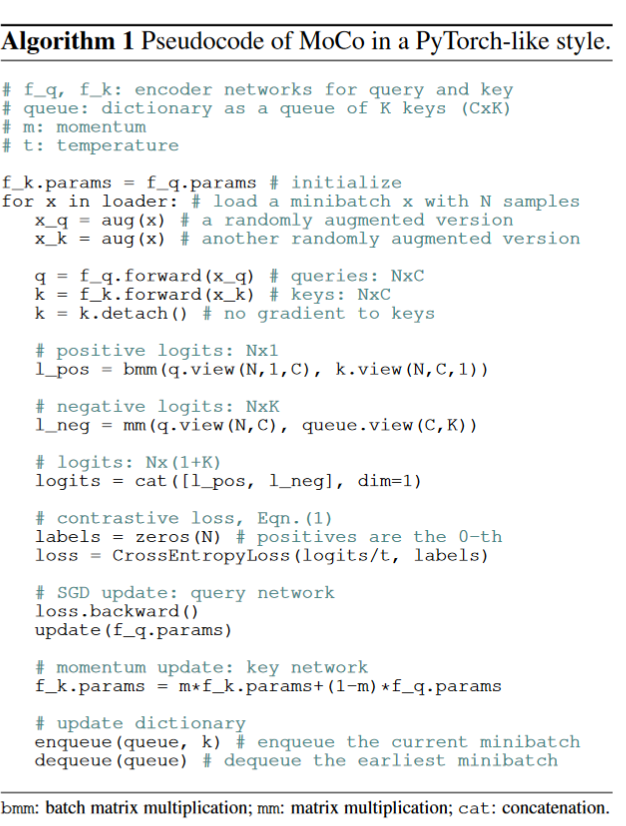 Algorithm 1 Pseudocode of MoCo in a PyTorch-like style.
# f_q, f_k: encoder networks for query and key
# queue: dictionary as a queue of K keys (CxK)
# m: momentum
# t: temperature
f_k.params = f_q.params # initialize
for x in loader: # load a minibatch x with N samples
x_q = aug(x) # a randomly augmented version
x_k = aug(x) # another randomly augmented version
q = f_q.forward(x_q) # queries: NxC
k = f_k.forward(x_k) # keys: NxC
k = k.detach() # no gradient to keys
# positive logits: Nx1
l_pos = bmm(q.view(N,1,C), k.view(N,C,1))
# negative logits: NxK
l_neg = mm(q.view(N,C), queue.view(C,K))
# logits: Nx(1+K)
logits = cat([l_pos, l_neg], dim=1)
# contrastive loss, Eqn.(1)
labels = zeros(N) # positives are the 0-th
loss = CrossEntropyLoss(logits/t, labels)
# SGD update: query network
loss.backward()
update(f_q.params)
# momentum update: key network
f_k.params = m*f_k.params+(1-m)*f_q.params
# update dictionary
enqueue(queue, k) # enqueue the current minibatch
dequeue(queue) # dequeue the earliest minibatch
bmm: batch matrix multiplication; mm: matrix multiplication; cat: concatenation.